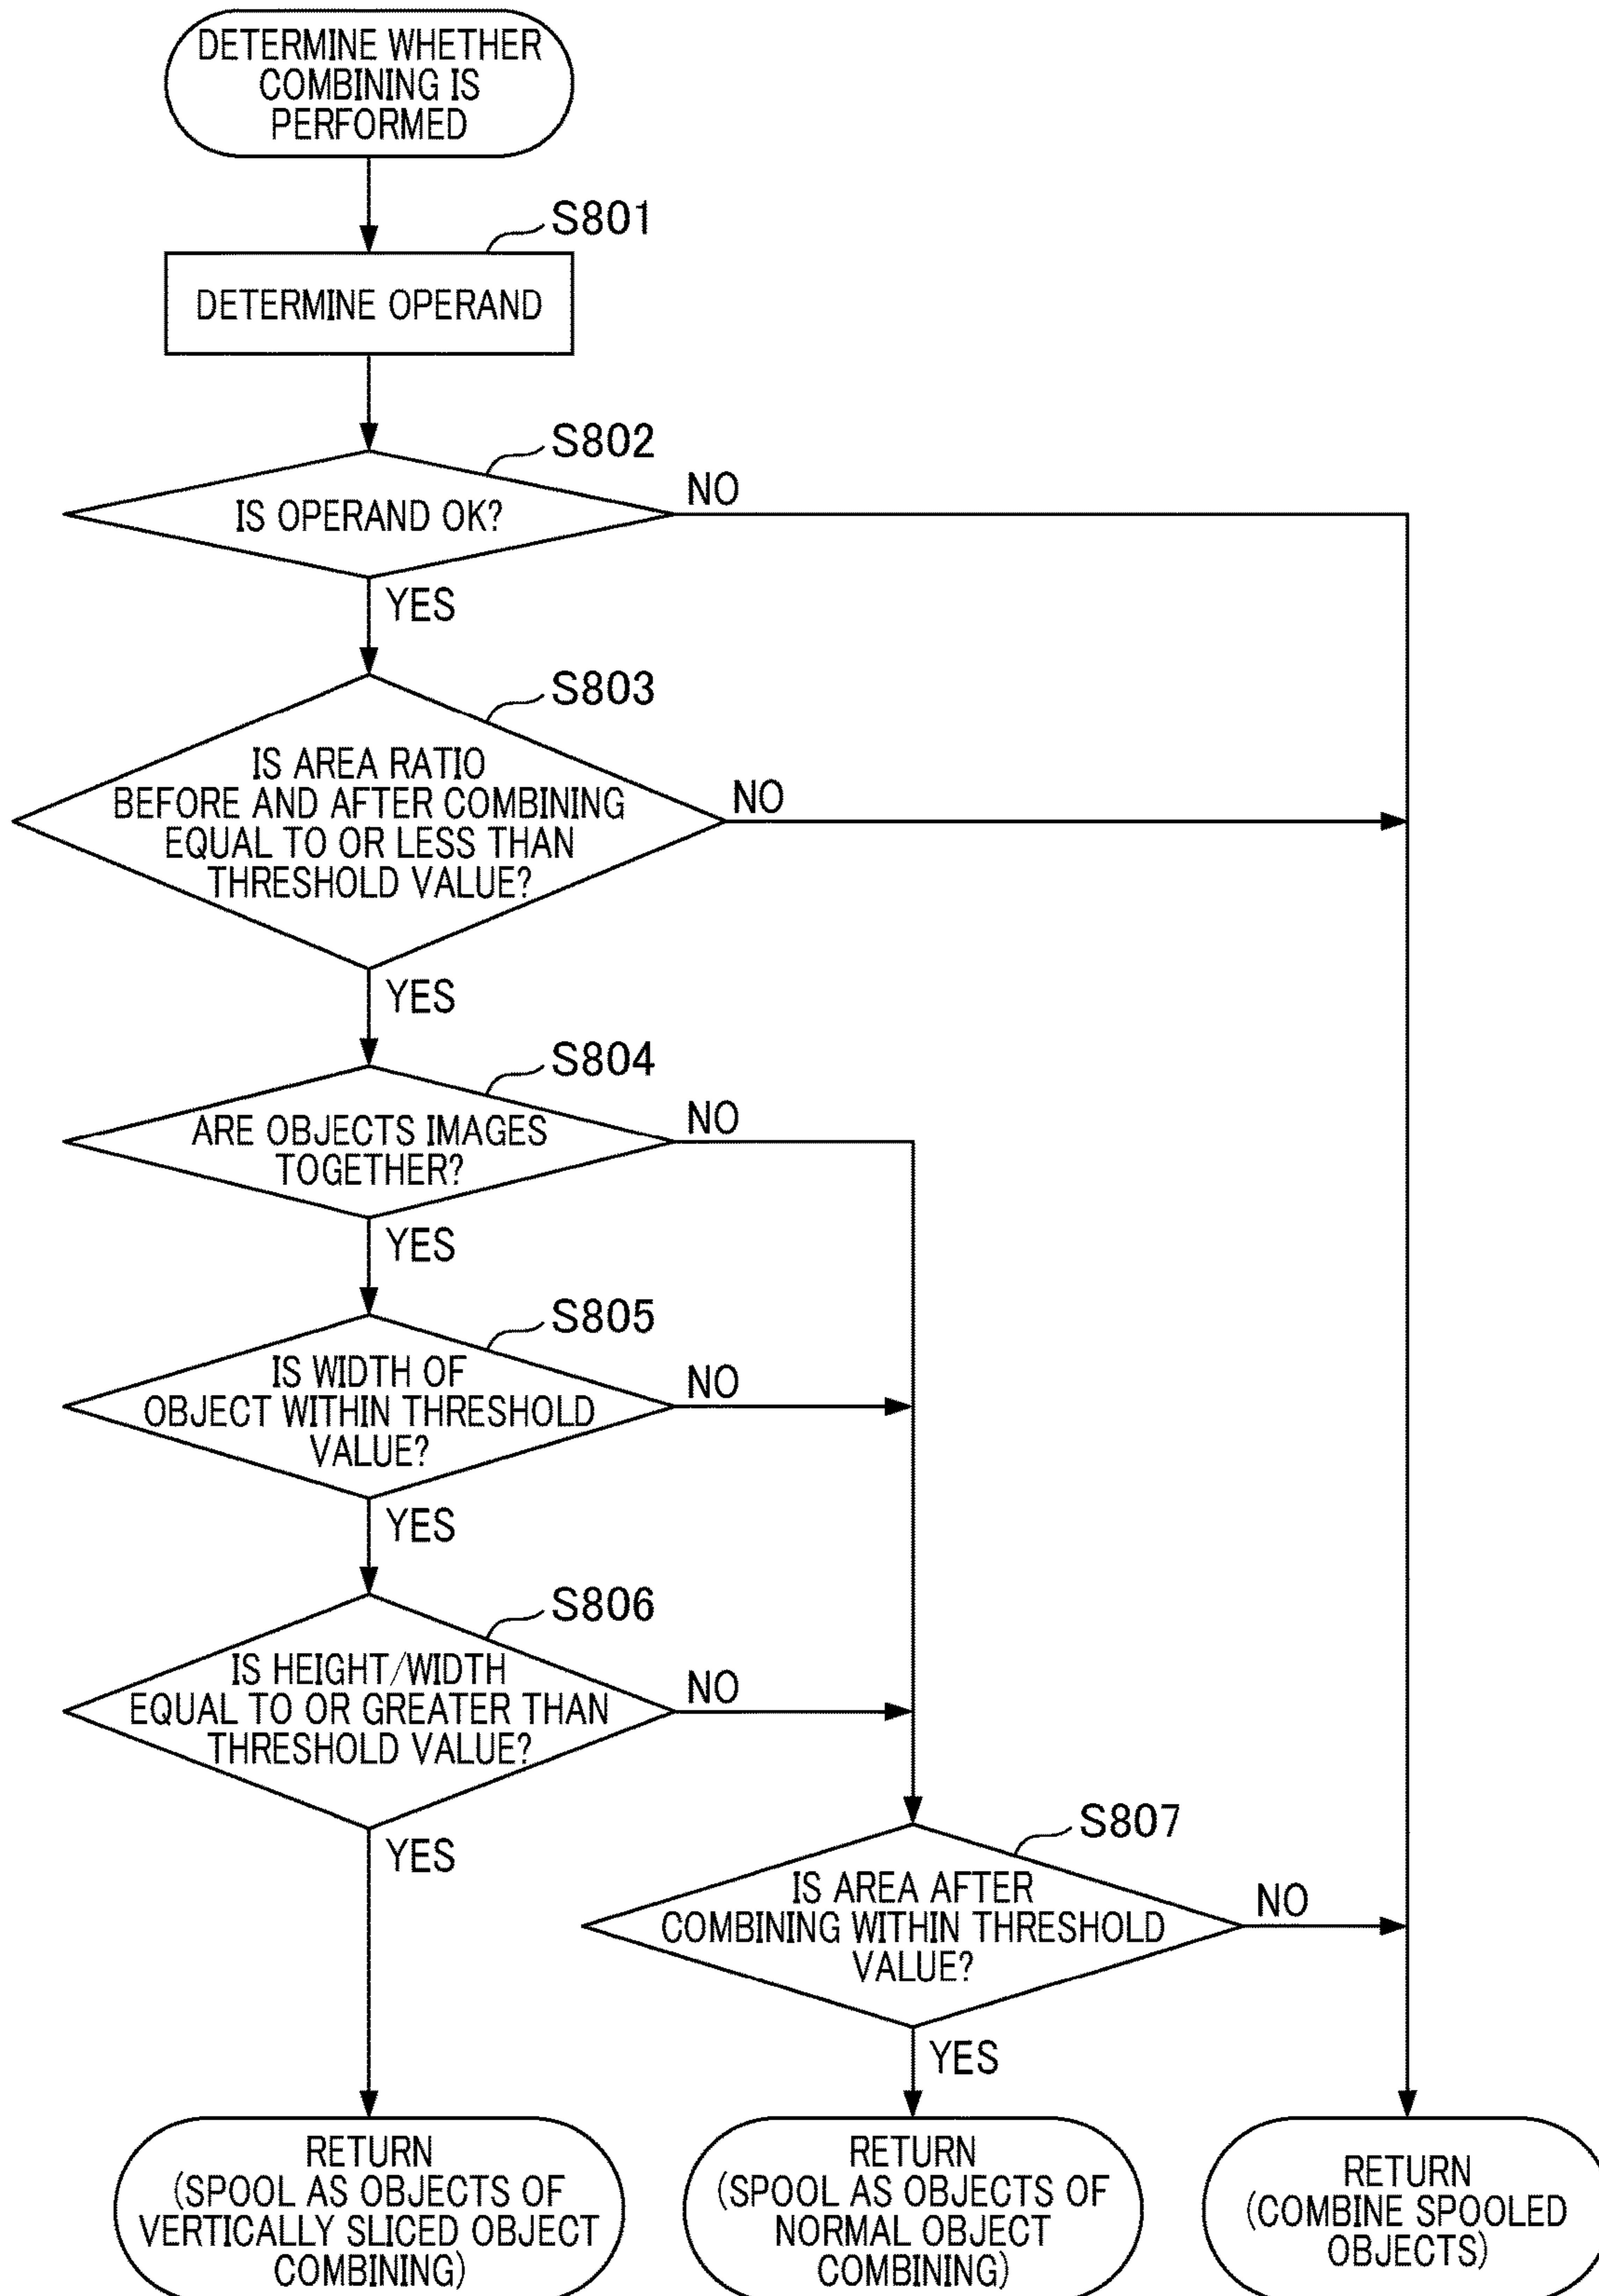 DETERMINE WHETHER
COMBINING IS
PERFORMED
S801
DETERMINE OPERAND
S802
IS OPERAND OK?
NO
YES
S803
IS AREA RATIO
BEFORE AND AFTER COMBINING
EQUAL TO OR LESS THAN
THRESHOLD VALUE?
NO
YES
S804
ARE OBJECTS IMAGES
TOGETHER?
NO
YES
S805
IS WIDTH OF
OBJECT WITHIN THRESHOLD
VALUE?
NO
YES
S806
IS HEIGHT/WIDTH
EQUAL TO OR GREATER THAN
THRESHOLD VALUE?
NO
YES
S807
IS AREA AFTER
COMBINING WITHIN THRESHOLD
VALUE?
NO
YES
RETURN
(SPOOL AS OBJECTS OF
VERTICALLY SLICED OBJECT
COMBINING)
RETURN
(SPOOL AS OBJECTS OF
NORMAL OBJECT
COMBINING)
RETURN
(COMBINE SPOOLED
OBJECTS)